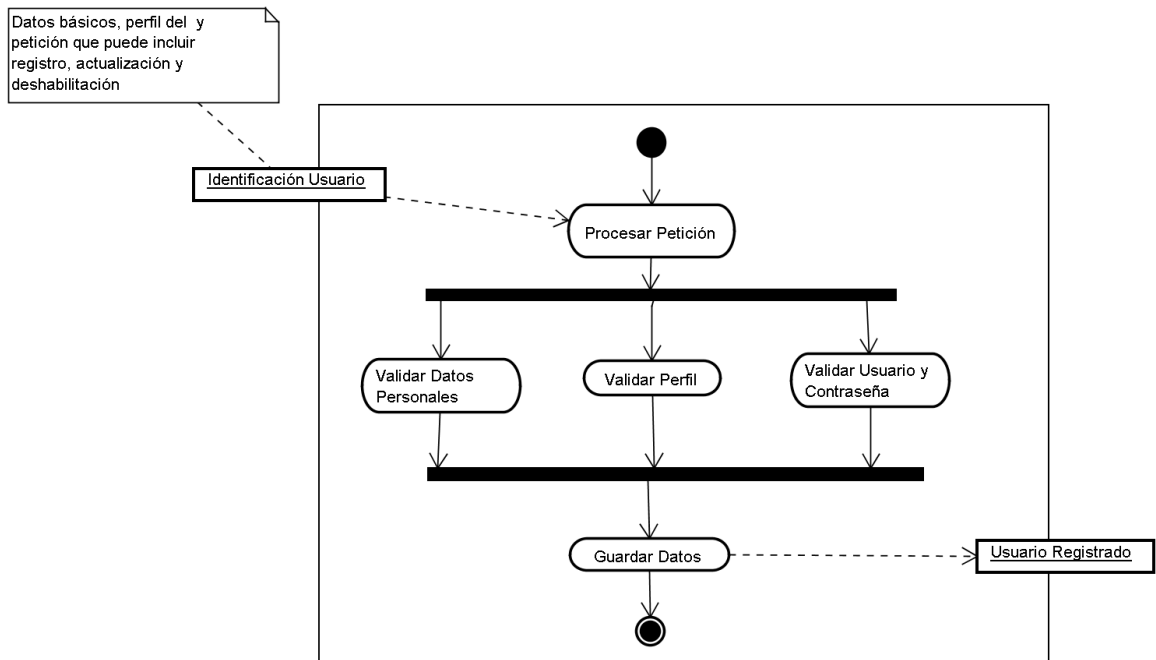 Datos básicos, perfil del y
petición que puede incluir
registro, actualización y
deshabilitación
Identificación Usuario
Procesar Petición
Validar Datos
Personales
Validar Perfil
Validar Usuario y
Contraseña
Guardar Datos
Usuario Registrado